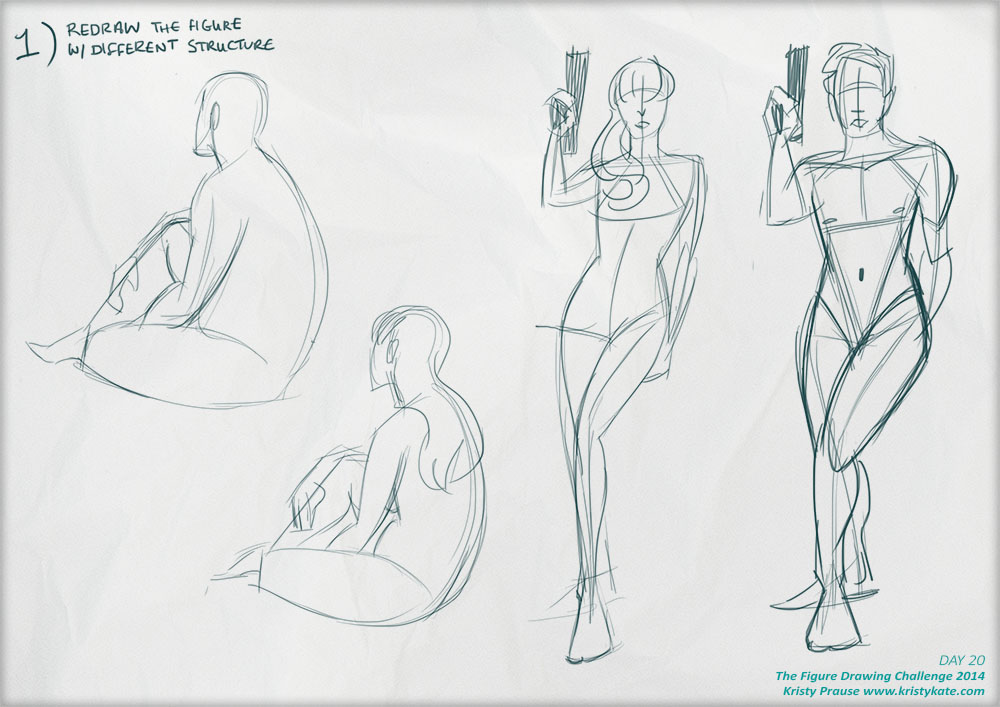 1) REDRAW THE FIGURE
W/ DIFFERENT STRUCTURE
DAY 20
The Figure Drawing Challenge 2014
Kristy Prause www.kristykate.com